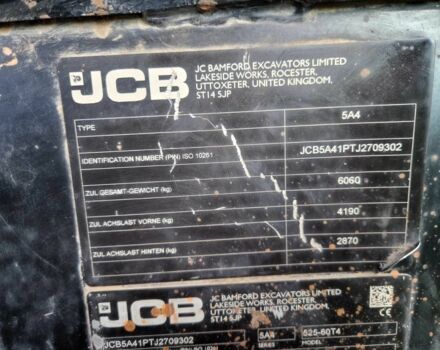 JCB
JC BAMFORD EXCAVATORS LIMITED
LAKESIDE WORKS, ROCESTER,
UTTOXETER, UNITED KINGDOM,
ST14 5JP
TYPE 5A4
IDENTIFICATION NUMBER (PIN) ISO 10261 JCB5A41PTJ2709302
ZUL GESAMT-GEWICHT (kg) 6060
ZUL ACHSLAST VORNE (kg) 4190
ZUL ACHSLAST HINTEN (kg) 2870
JCB
JC BAMFORD EXCAVATORS LIMITED
LAKESIDE WORKS, ROCESTER,
UTTOXETER, UNITED KINGDOM,
ST14 5JP
JCB5A41PTJ2709302 5A4 525-60T4
SERIES